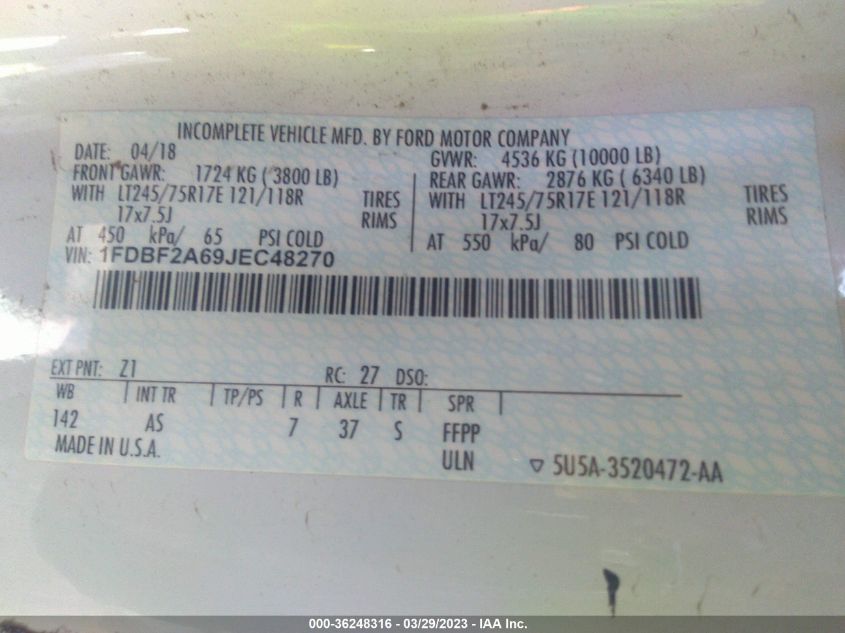 INCOMPLETE VEHICLE MFD. BY FORD MOTOR COMPANY
DATE: 04/18 GVWR: 4536 KG (10000 LB)
FRONT GAWR: 1724 KG ( 3800 LB) REAR GAWR: 2876 KG ( 6340 LB)
WITH LT245/75R17E 121/118R TIRES WITH LT245/75R17E 121/118R TIRES
17x7.5J RIMS 17x7.5J RIMS
AT 450 kPa/ 65 PSI COLD AT 550 kPa/ 80 PSI COLD
VIN: 1FDBF2A69JEC48270
EXT PNT: Z1 RC: 27 DSO:
WB INT TR TP/PS R AXLE TR SPR
142 AS 7 37 S FFPP
MADE IN U.S.A. ULN ▽ 5U5A-3520472-AA
000-36248316 - 03/29/2023 - IAA Inc.